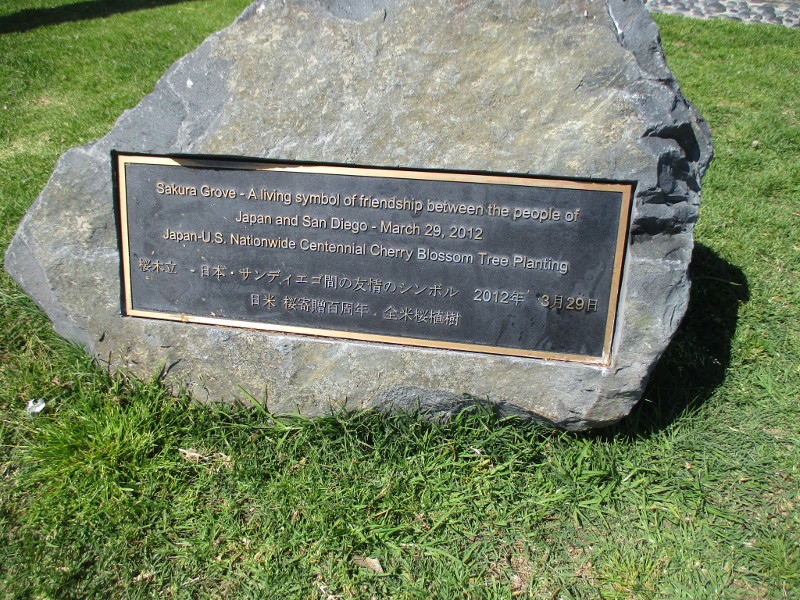 Sakura Grove - A living symbol of friendship between the people of
Japan and San Diego - March 29, 2012
Japan-U.S. Nationwide Centennial Cherry Blossom Tree Planting
桜木立 - 日本・サンディエゴ間の友情のシンボル 2012年 3月29日
日米 桜寄贈百周年 . 全米桜植樹